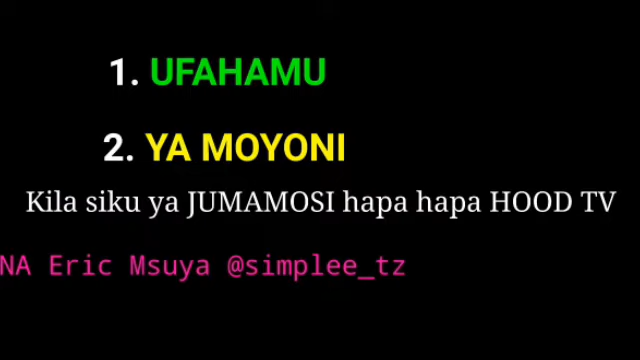 1. UFAHAMU
2. YA MOYONI
Kila siku ya JUMAMOSI hapa hapa HOOD TV
NA Eric Msuya @simplee_tz